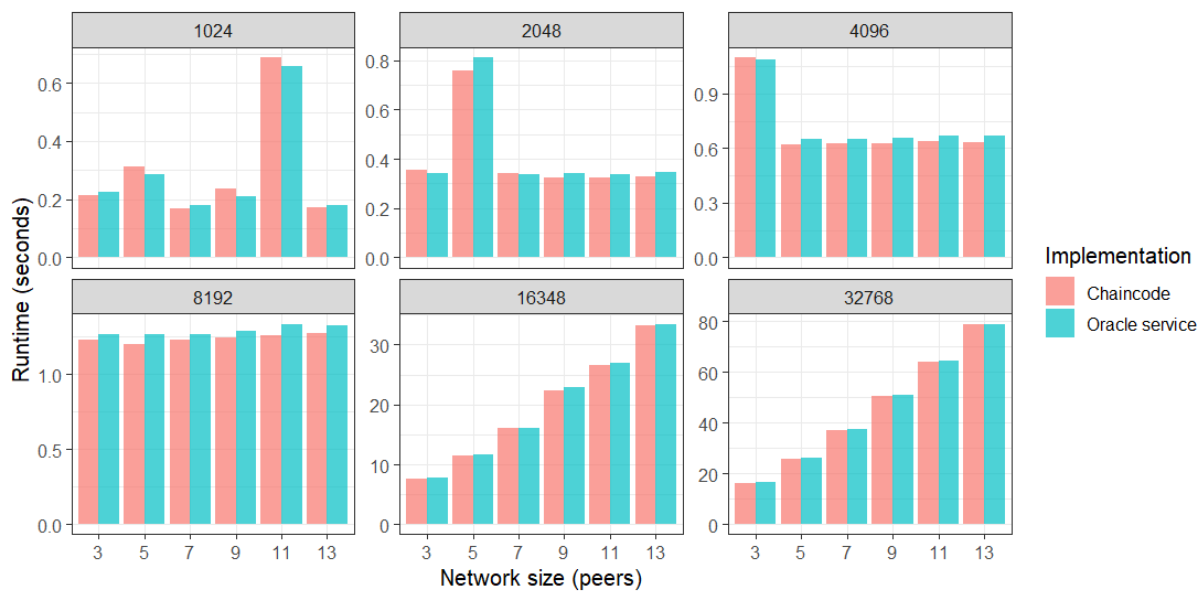 1024 2048 4096
0.6 0.4 0.2 0.0
0.8 0.6 0.4 0.2 0.0
0.9 0.6 0.3 0.0
8192 16348 32768
1.0 0.5 0.0
30 20 10 0
80 60 40 20 0
3 5 7 9 11 13
3 5 7 9 11 13
3 5 7 9 11 13
Runtime (seconds)
Network size (peers)
Implementation
Chaincode
Oracle service